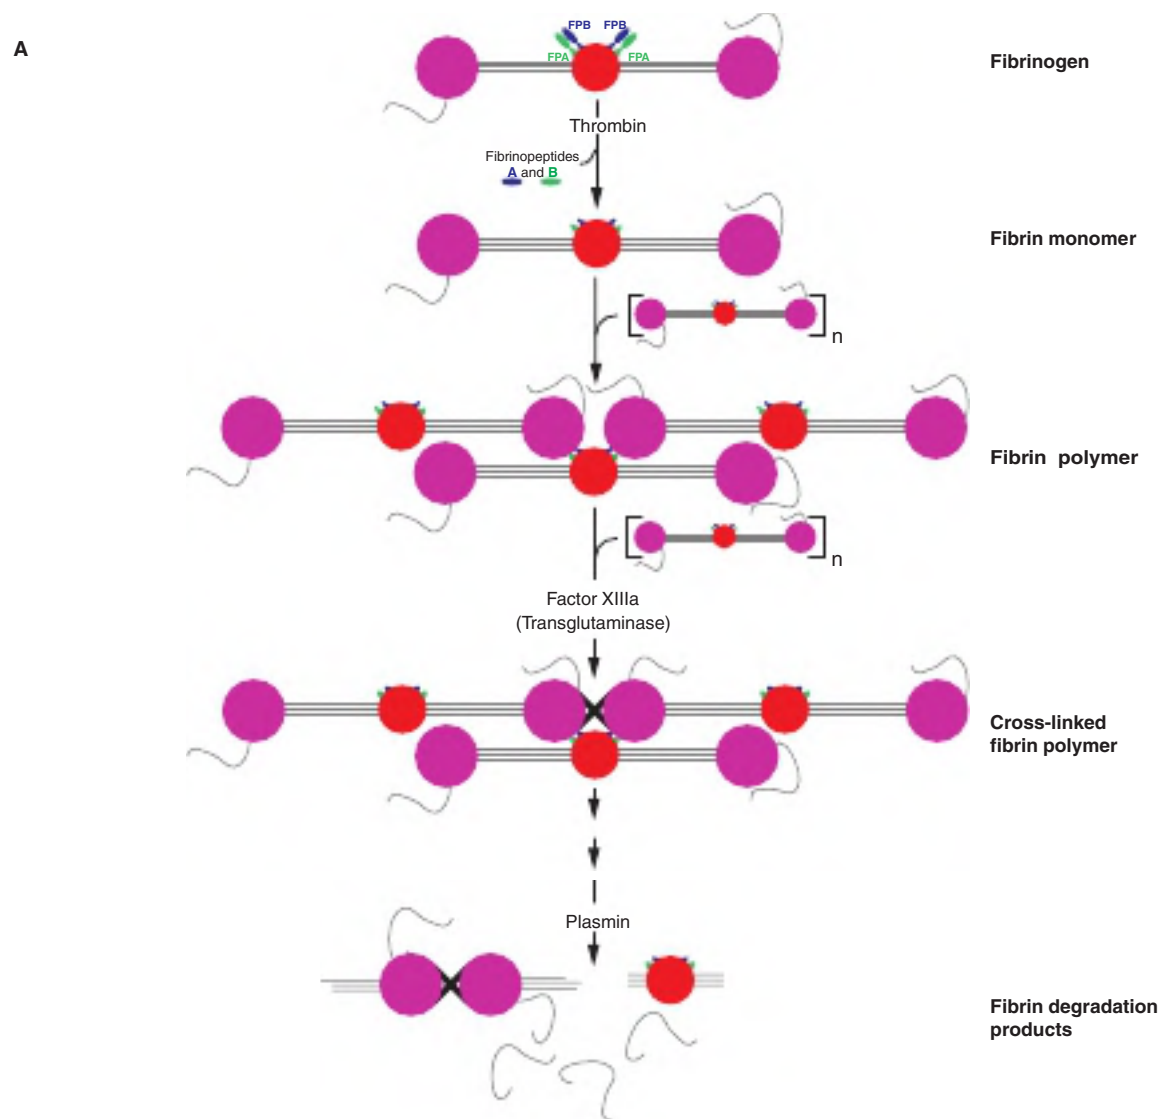 A
FPB FPB
FPA FPA
Fibrinogen
Thrombin
Fibrinopeptides
A and B
Fibrin monomer
n
Fibrin polymer
n
Factor XIIIa
(Transglutaminase)
Cross-linked
fibrin polymer
Plasmin
Fibrin degradation
products